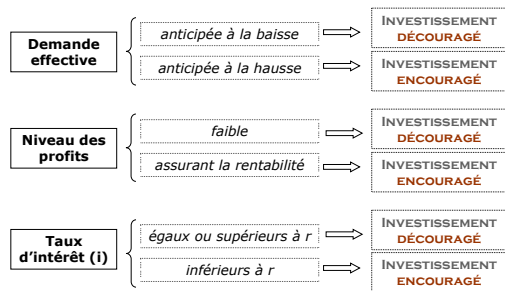 Demande
effective
anticipée à la baisse
INVESTISSEMENT
DÉCOURAGÉ
anticipée à la hausse
INVESTISSEMENT
ENCOURAGÉ
Niveau des
profits
faible
INVESTISSEMENT
DÉCOURAGÉ
assurant la rentabilité
INVESTISSEMENT
ENCOURAGÉ
Taux
d'intérêt (i)
égaux ou supérieurs à r
INVESTISSEMENT
DÉCOURAGÉ
inférieurs à r
INVESTISSEMENT
ENCOURAGÉ